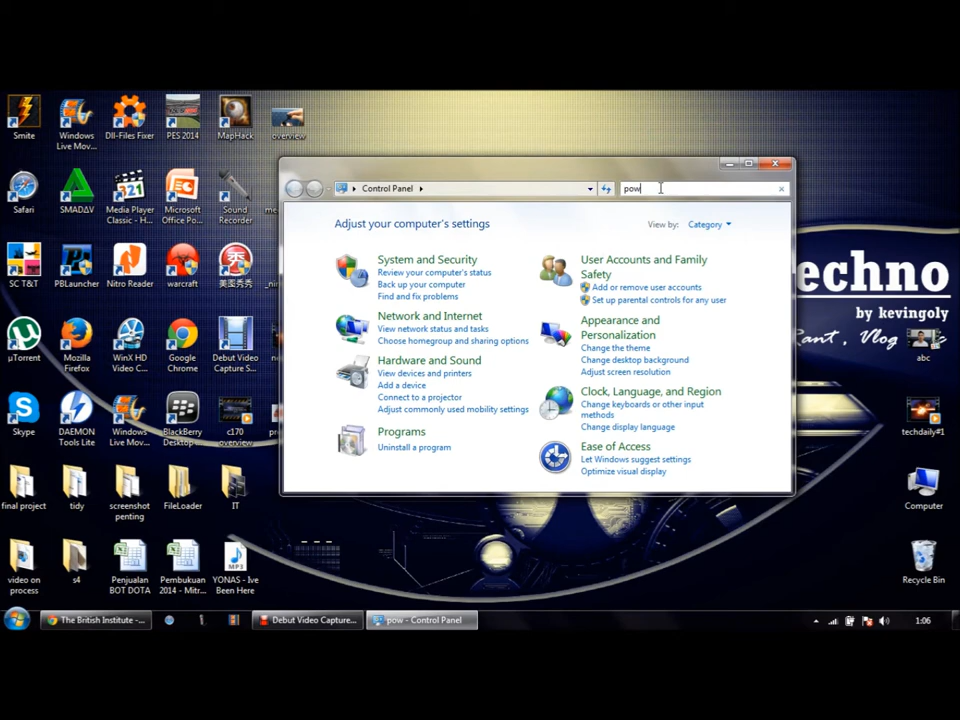 Smite
Windows
Live Mov...
Dll-Files Fixer
PES 2014
MapHack
overview
Safari
SMADΔV
Media Player
Classic - H...
Microsoft
Office Po...
Sound
Recorder
SC T&T
PBLauncher
Nitro Reader
warcraft
美图秀秀
µTorrent
Mozilla
Firefox
WinX HD
Video C...
Google
Chrome
Debut Video
Capture S...
Skype
DAEMON
Tools Lite
Windows
Live Mov...
BlackBerry
Desktop ...
c170
overview
final project
tidy
screenshot
penting
FileLoader
IT
video on
process
s4
Penjualan
BOT DOTA
Pembukuan
2014 - Mitr...
YONAS - Ive
Been Here
Control Panel
pow
Adjust your computer's settings
View by: Category
System and Security
Review your computer's status
Back up your computer
Find and fix problems
Network and Internet
View network status and tasks
Choose homegroup and sharing options
Hardware and Sound
View devices and printers
Add a device
Connect to a projector
Adjust commonly used mobility settings
Programs
Uninstall a program
User Accounts and Family
Safety
Add or remove user accounts
Set up parental controls for any user
Appearance and
Personalization
Change the theme
Change desktop background
Adjust screen resolution
Clock, Language, and Region
Change keyboards or other input
methods
Change display language
Ease of Access
Let Windows suggest settings
Optimize visual display
echno
by kevingoly
Rant , Vlog
abc
techdaily#1
Computer
Recycle Bin
The British Institute -...
Debut Video Capture...
pow - Control Panel
1:06